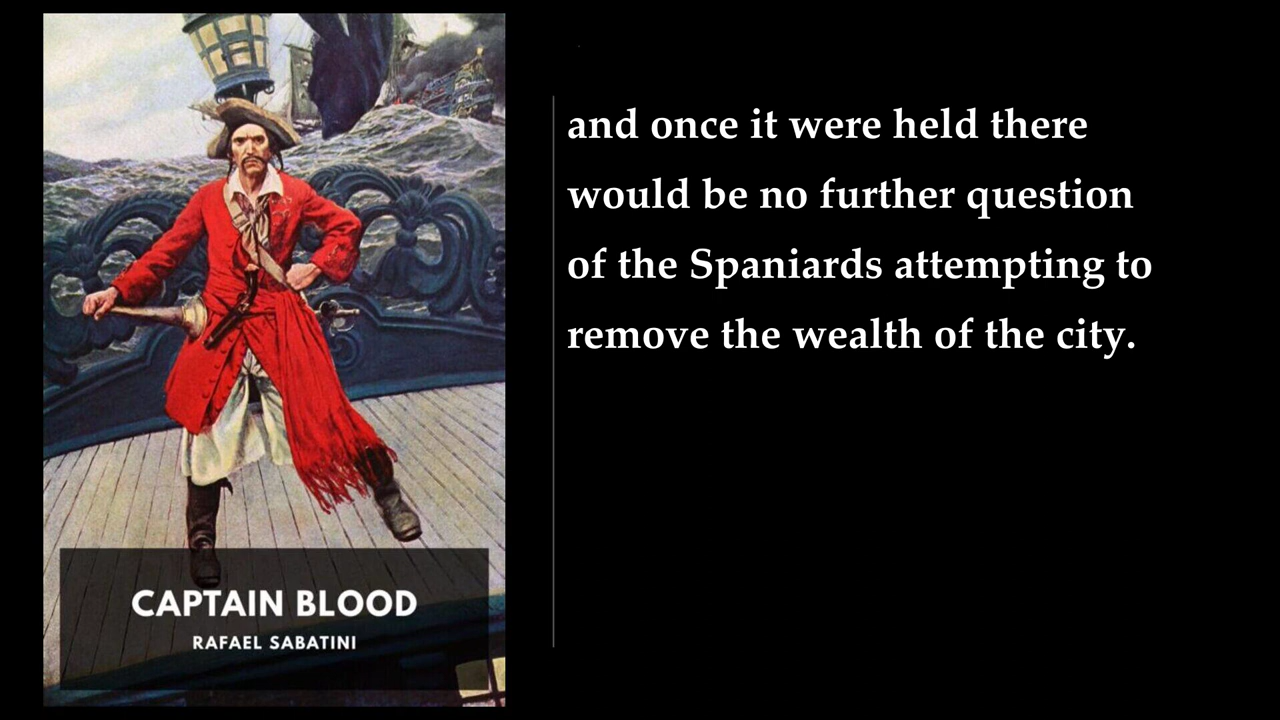 and once it were held there
would be no further question
of the Spaniards attempting to
remove the wealth of the city.
CAPTAIN BLOOD
RAFAEL SABATINI